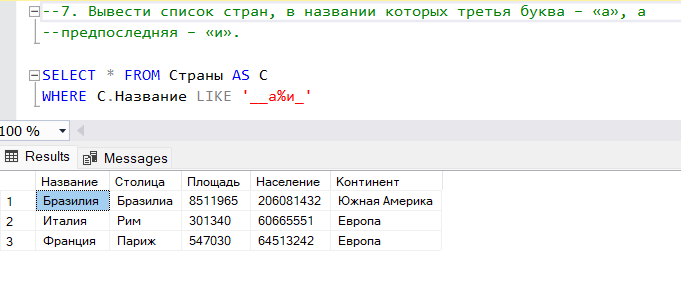 --7. Вывести список стран, в названии которых третья буква – «а», а
--предпоследняя – «и».
SELECT * FROM Страны AS С
WHERE С.Название LIKE '__а%и_'
100 %
Results Messages
Название Столица Площадь Население Континент
1 Бразилия Бразилиа 8511965 206081432 Южная Америка
2 Италия Рим 301340 60665551 Европа
3 Франция Париж 547030 64513242 Европа